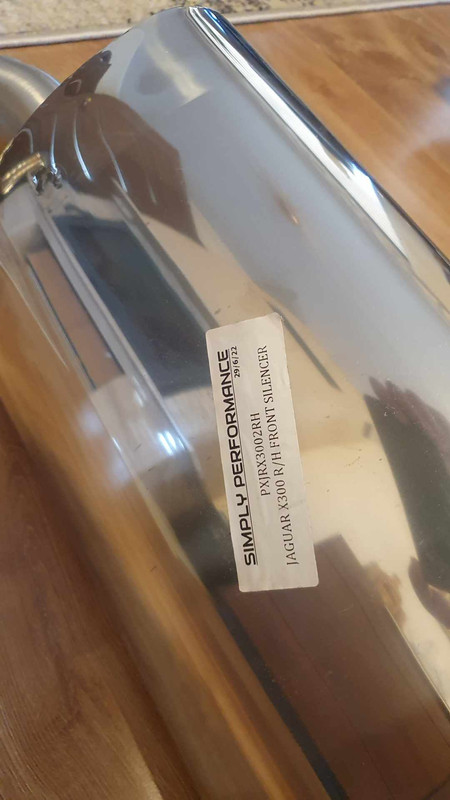 SIMPLY PERFORMANCE
29/6/22
PXJRX3002RH
JAGUAR X300 R/H FRONT SILENCER